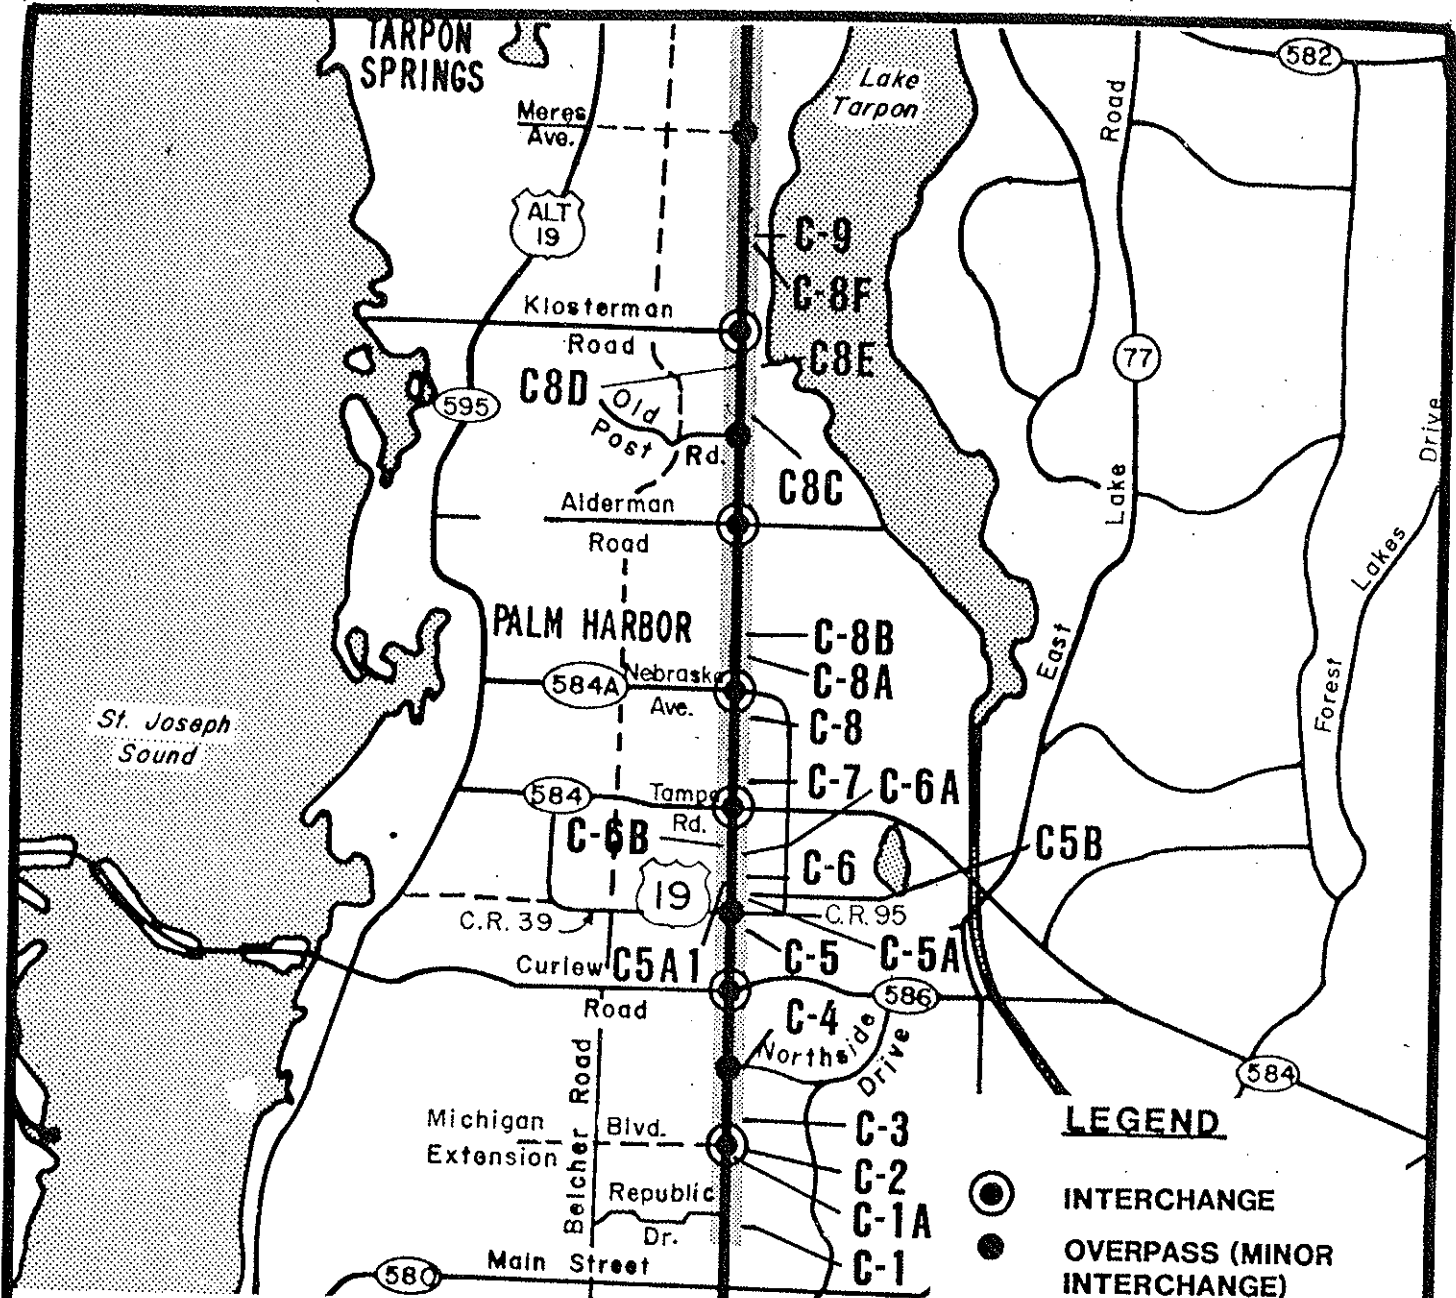 TARPON
SPRINGS
Lake
Tarpon
582
Meres
Ave.
Road
ALT
19
C-9
C-8F
Klosterman
Road
C8E
77
C8D
595
Old
Post
Rd.
Drive
C8C
Alderman
Road
Lake
Lakes
PALM HARBOR
C-8B
East
C-8A
584A
Nebraska
Ave.
Forest
St. Joseph
Sound
C-8
C-7
C-6A
584
Tampa
Rd.
C-6B
C5B
C-6
19
C.R. 39
C.R. 95
Curlew
C5A1
C-5
C-5A
Road
586
C-4
Northside
Drive
584
Belcher Road
LEGEND
Michigan
Blvd.
Extension
C-3
C-2
Republic
Dr.
C-1A
INTERCHANGE
C-1
OVERPASS (MINOR
INTERCHANGE)
Main Street
580